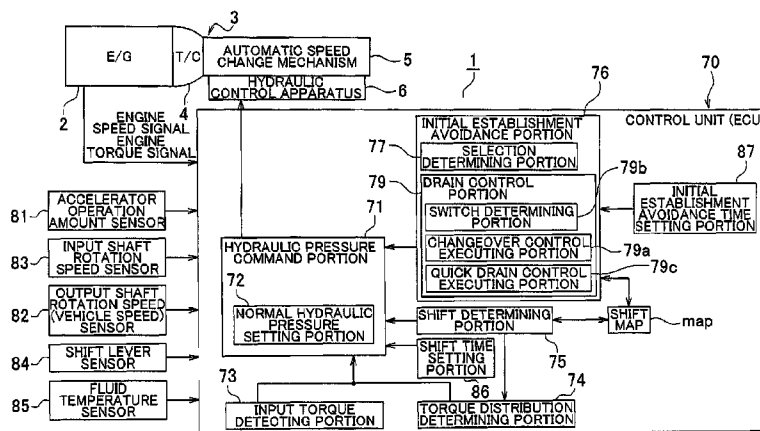 3
E/G
T/C
AUTOMATIC SPEED
CHANGE MECHANISM
5
HYDRAULIC
CONTROL APPARATUS
6
2
4
1
76
70
ENGINE
SPEED SIGNAL
ENGINE
TORQUE SIGNAL
INITIAL ESTABLISHMENT
AVOIDANCE PORTION
CONTROL UNIT (ECU
77
SELECTION
DETERMINING PORTION
79
DRAIN CONTROL
PORTION
79b
87
SWITCH DETERMINING
PORTION
INITIAL
ESTABLISHMENT
AVOIDANCE TIME
SETTING PORTION
CHANGEOVER CONTROL
EXECUTING PORTION
79a
QUICK DRAIN CONTROL
EXECUTING PORTION
79c
81
ACCELERATOR
OPERATION
AMOUNT SENSOR
83
INPUT SHAFT
ROTATION
SPEED SENSOR
82
OUTPUT SHAFT
ROTATION SPEED
(VEHICLE SPEED)
SENSOR
84
SHIFT LEVER
SENSOR
85
FLUID
TEMPERATURE
SENSOR
71
HYDRAULIC PRESSURE
COMMAND PORTION
72
NORMAL HYDRAULIC
PRESSURE
SETTING PORTION
SHIFT DETERMINING
PORTION
75
SHIFT
MAP
map
SHIFT TIME
SETTING
PORTION
86
73
INPUT TORQUE
DETECTING PORTION
74
TORQUE DISTRIBUTION
DETERMINING PORTION